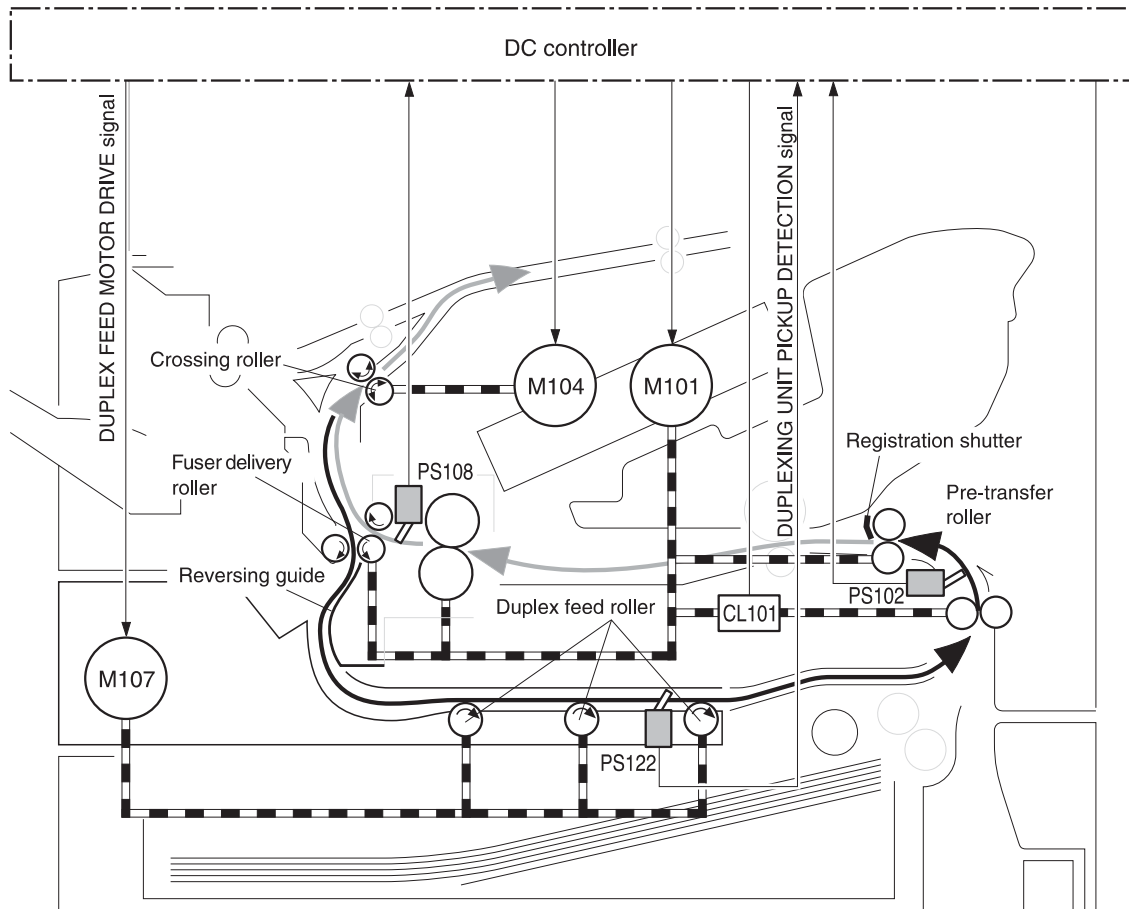 DC controller
DUPLEX FEED MOTOR DRIVE signal
DUPLEXING UNIT PICKUP DETECTION signal
Crossing roller
M104
M101
Registration shutter
Fuser delivery
roller
PS108
Pre-transfer
roller
Reversing guide
PS102
Duplex feed roller
CL101
M107
PS122